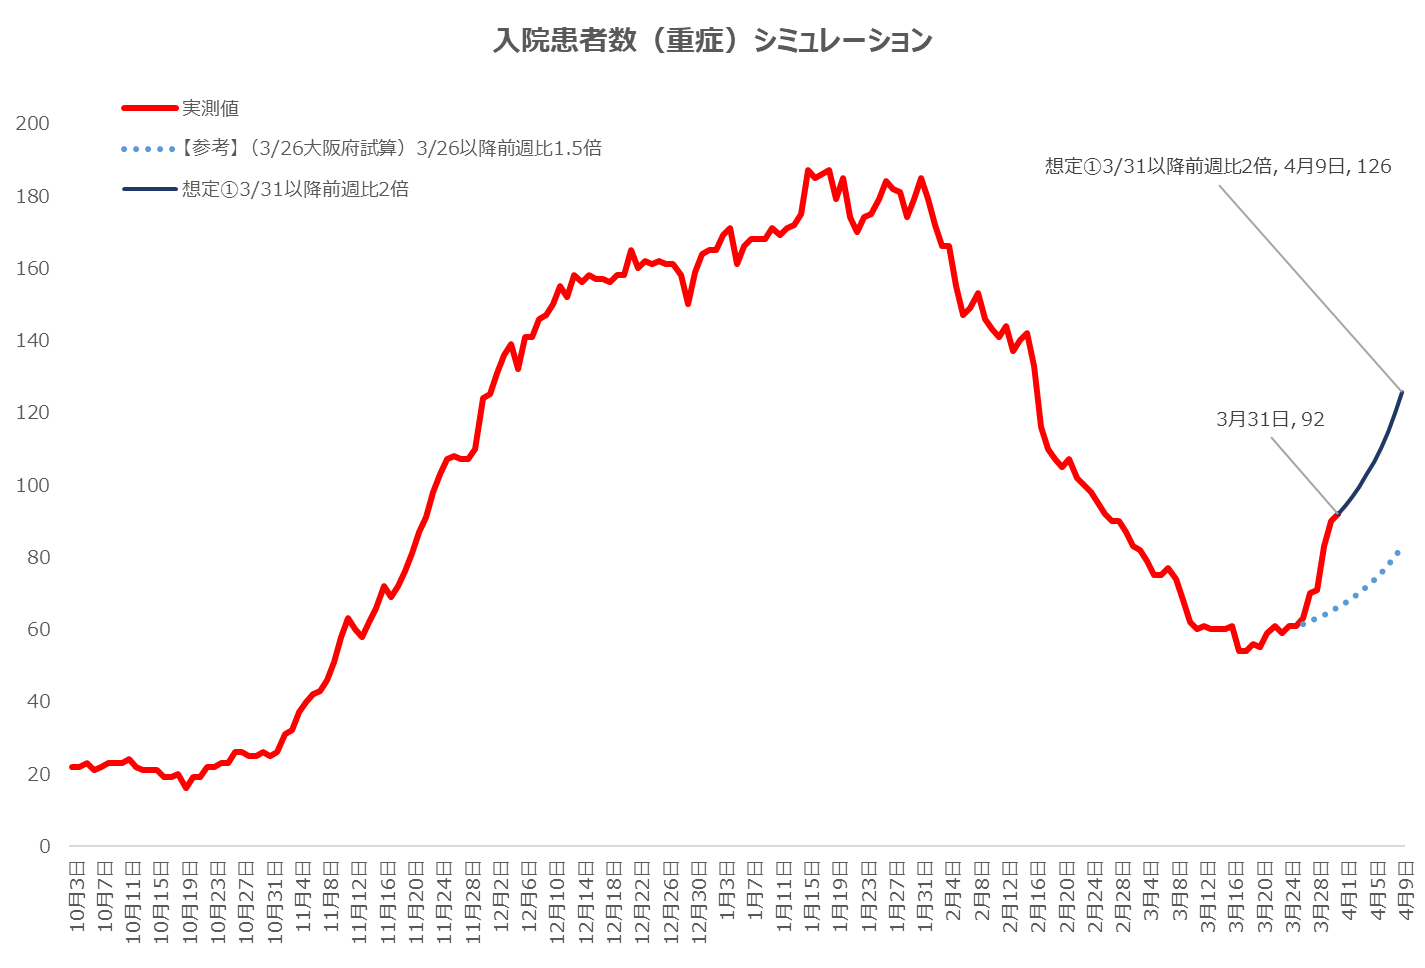 入院患者数（重症）シミュレーション
実測値
【参考】（3/26大阪府試算）3/26以降前週比1.5倍
想定①3/31以降前週比2倍
想定①3/31以降前週比2倍, 4月9日, 126
3月31日, 92
200
180
160
140
120
100
80
60
40
20
0
10月3日
10月7日
10月11日
10月15日
10月19日
10月23日
10月27日
10月31日
11月4日
11月8日
11月12日
11月16日
11月20日
11月24日
11月28日
12月2日
12月6日
12月10日
12月14日
12月18日
12月22日
12月26日
12月30日
1月3日
1月7日
1月11日
1月15日
1月19日
1月23日
1月27日
1月31日
2月4日
2月8日
2月12日
2月16日
2月20日
2月24日
2月28日
3月4日
3月8日
3月12日
3月16日
3月20日
3月24日
3月28日
4月1日
4月5日
4月9日